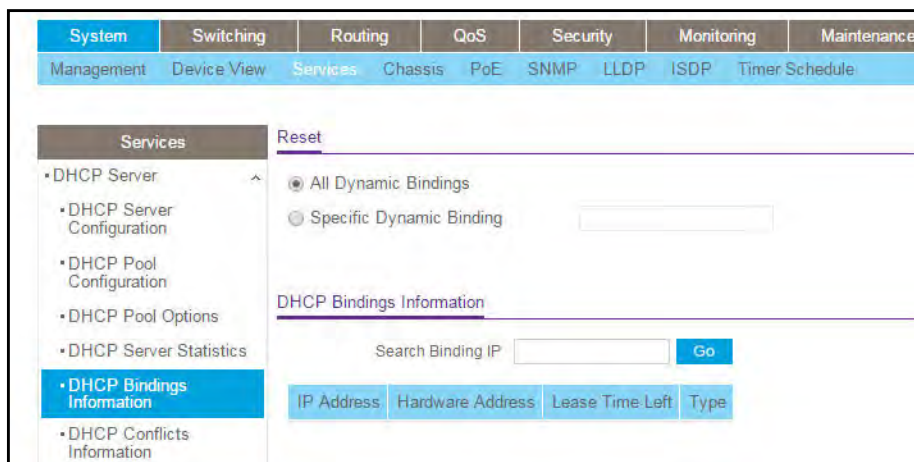 System Switching Routing QoS Security Monitoring Maintenance
Management Device View Services Chassis PoE SNMP LLDP ISDP Timer Schedule
Services
DHCP Server
DHCP Server
Configuration
DHCP Pool
Configuration
DHCP Pool Options
DHCP Server Statistics
DHCP Bindings
Information
DHCP Conflicts
Information
Reset
All Dynamic Bindings
Specific Dynamic Binding
DHCP Bindings Information
Search Binding IP Go
IP Address Hardware Address Lease Time Left Type